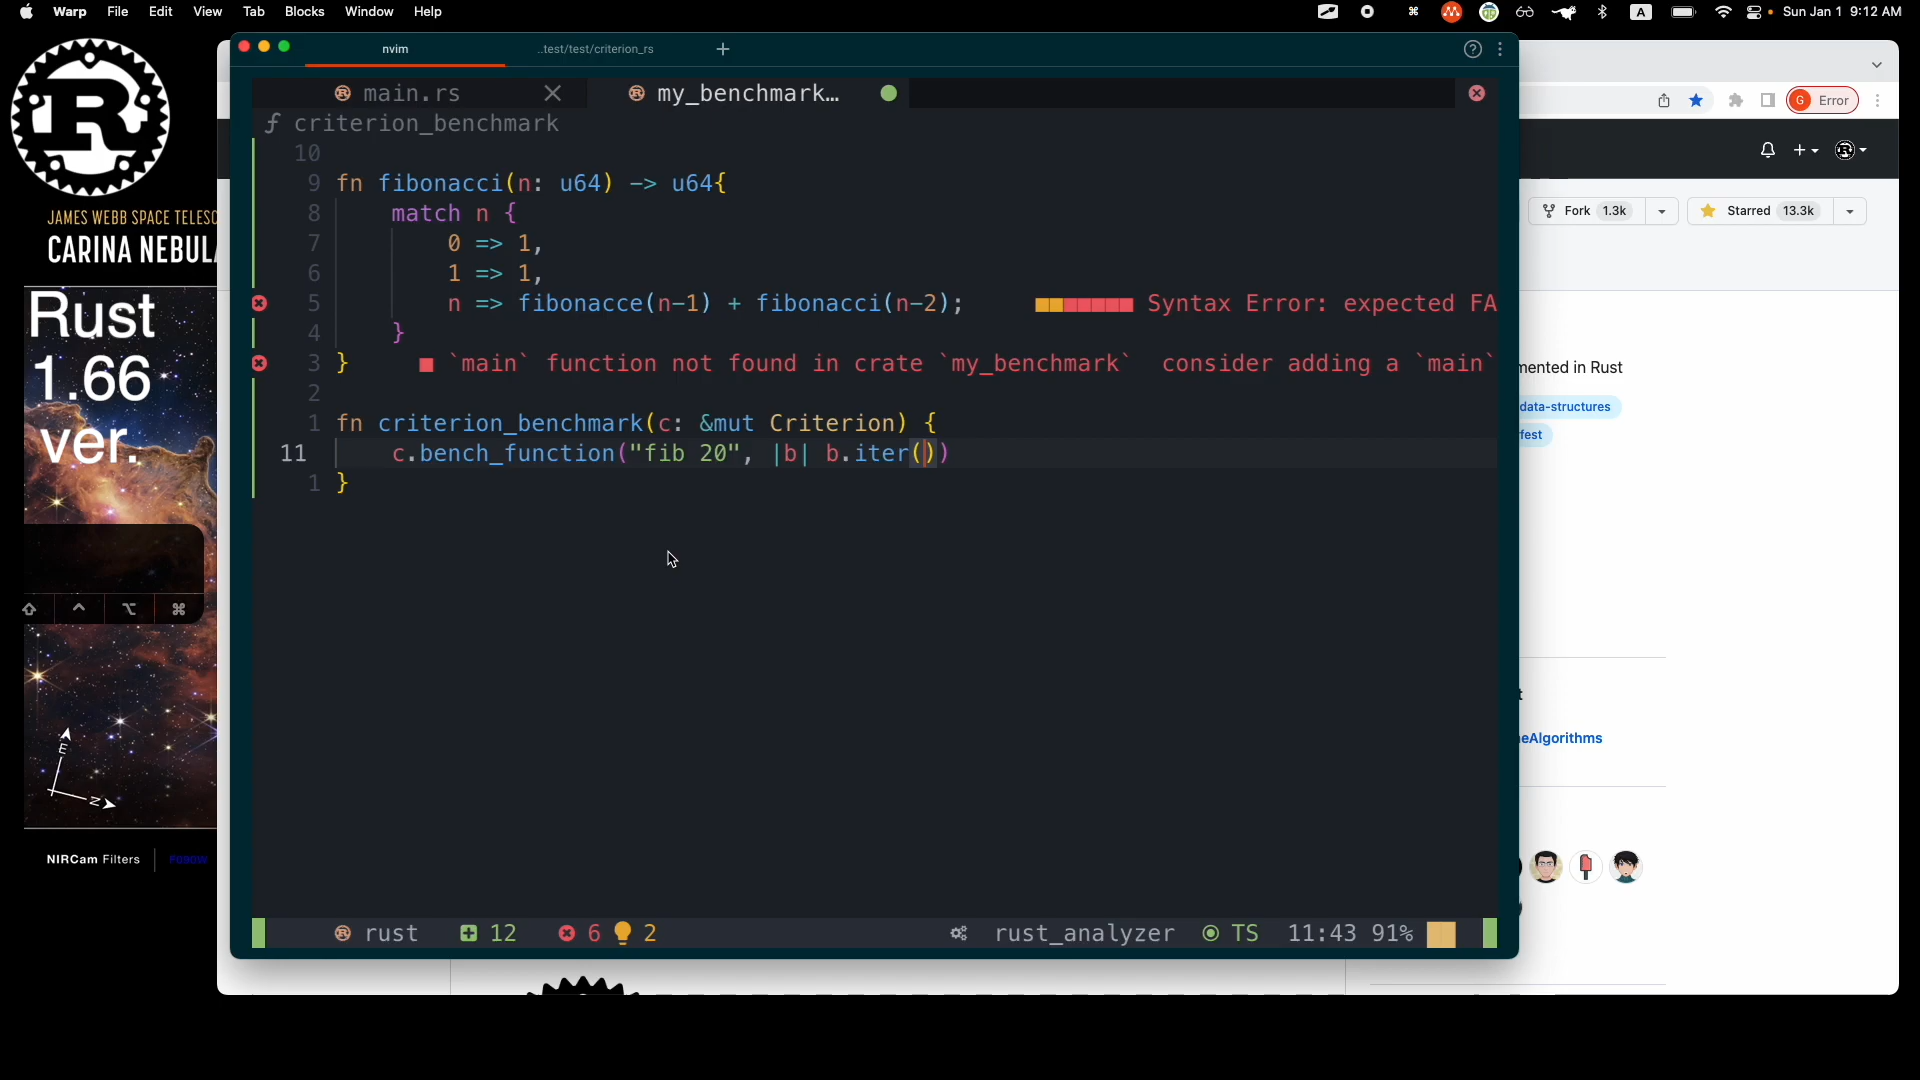 Warp File Edit View Tab Blocks Window Help
A
Sun Jan 1 9:12 AM
nvim
..test/test/criterion_rs
main.rs
my_benchmark…
G Error
ƒ criterion_benchmark
10
9 fn fibonacci(n: u64) -> u64{
8 match n {
7 0 => 1,
6 1 => 1,
5 n => fibonacce(n-1) + fibonacci(n-2); Syntax Error: expected FA
4 }
3 } `main` function not found in crate `my_benchmark` consider adding a `main`
2
1 fn criterion_benchmark(c: &mut Criterion) {
11 c.bench_function("fib 20", |b| b.iter())
1 }
rust 12 6 2 rust_analyzer TS 11:43 91%
R
JAMES WEBB SPACE TELESC
CARINA NEBULA
Rust
1.66
ver.
E
N
NIRCam Filters
F090W
Fork 1.3k
Starred 13.3k
mented in Rust
data-structures
fest
t
eAlgorithms